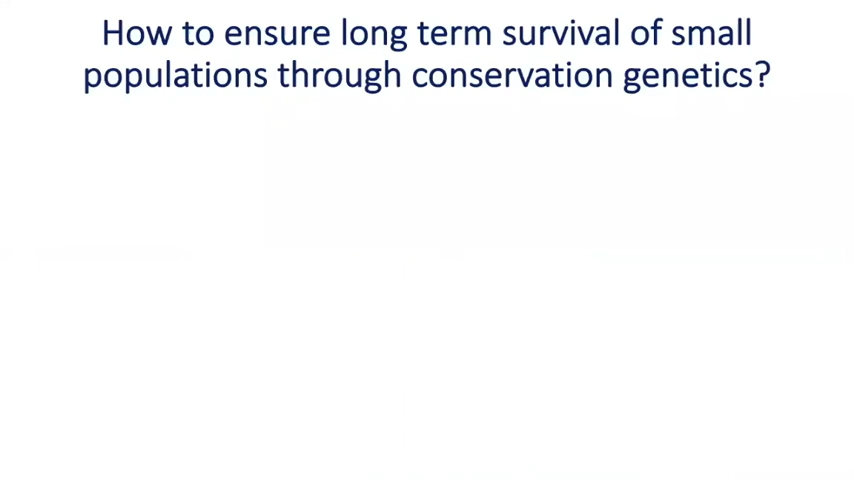 How to ensure long term survival of small
populations through conservation genetics?